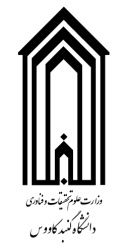 وزارت علوم تحقیقات و فناوری
دانشگاه گنبد کاووس